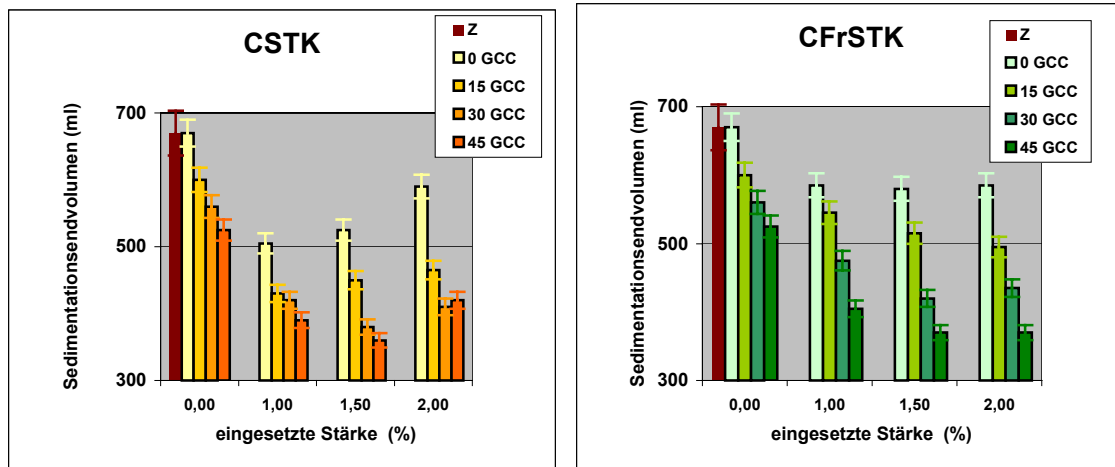 CSTK
Z
0 GCC
15 GCC
30 GCC
45 GCC
Sedimentationsendvolumen (ml)
700
500
300
0,00 1,00 1,50 2,00
eingesetzte Stärke (%)
CFrSTK
Z
0 GCC
15 GCC
30 GCC
45 GCC
Sedimentationsendvolumen (ml)
700
500
300
0,00 1,00 1,50 2,00
eingesetzte Stärke (%)